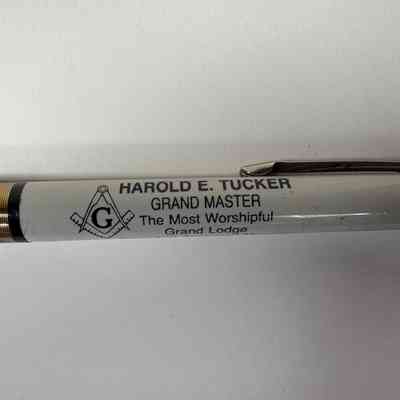 HAROLD E. TUCKER
GRAND MASTER
G
The Most Worshipful
Grand Lodge